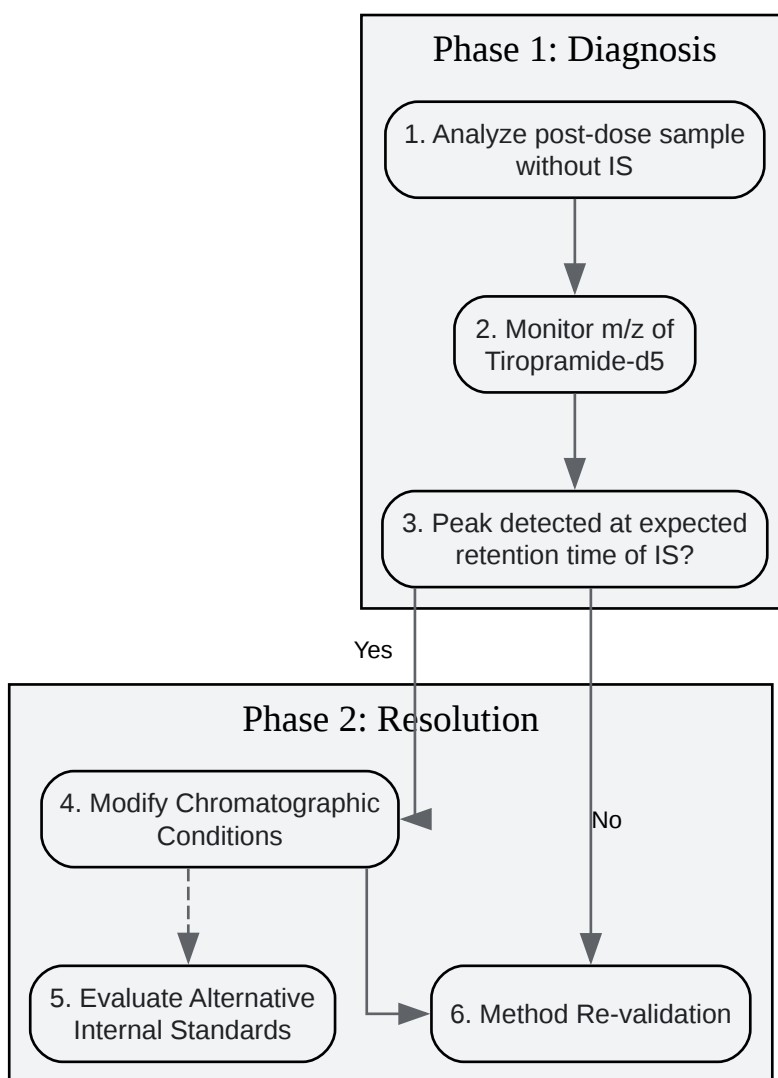 Phase 1: Diagnosis
1. Analyze post-dose sample
without IS
2. Monitor m/z of
Tiropramide-d5
3. Peak detected at expected
retention time of IS?
Yes
Phase 2: Resolution
4. Modify Chromatographic
Conditions
No
5. Evaluate Alternative
Internal Standards
6. Method Re-validation